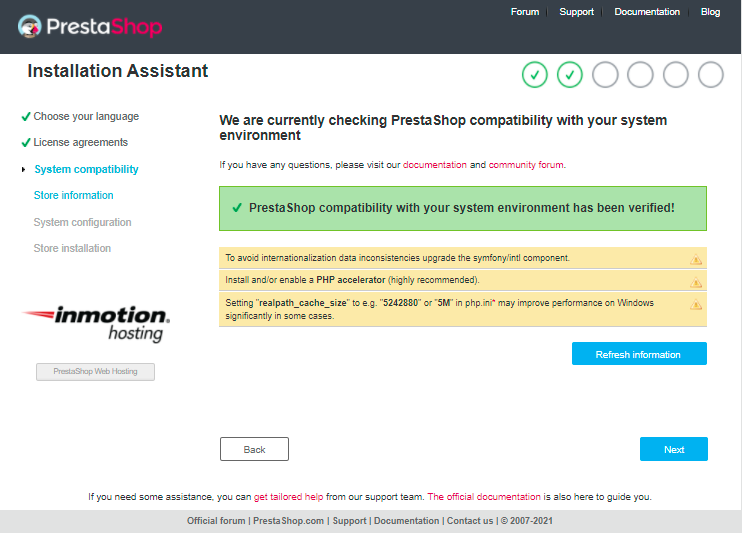 PrestaShop
Forum
Support
Documentation
Blog
Installation Assistant
Choose your language
License agreements
System compatibility
Store information
System configuration
Store installation
inmotion
hosting
PrestaShop Web Hosting
We are currently checking PrestaShop compatibility with your system
environment
If you have any questions, please visit our documentation and community forum.
PrestaShop compatibility with your system environment has been verified!
To avoid internationalization data inconsistencies upgrade the symfony/intl component.
Install and/or enable a PHP accelerator (highly recommended).
Setting "realpath_cache_size" to e.g. "5242880" or "5M" in php.ini* may improve performance on Windows
significantly in some cases.
Refresh information
Back
Next
If you need some assistance, you can get tailored help from our support team. The official documentation is also here to guide you.
Official forum | PrestaShop.com | Support | Documentation | Contact us | © 2007-2021